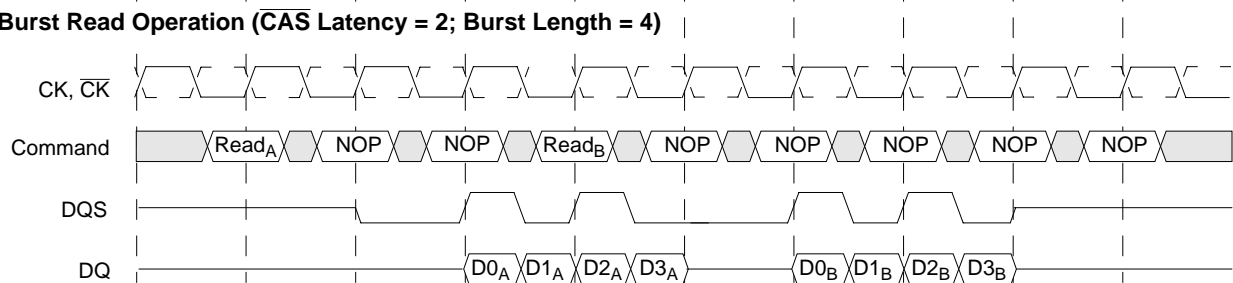 Burst Read Operation (CAS Latency = 2; Burst Length = 4)
CK, CK
Command ReadA NOP NOP ReadB NOP NOP NOP NOP NOP
DQS
DQ D0A D1A D2A D3A D0B D1B D2B D3B